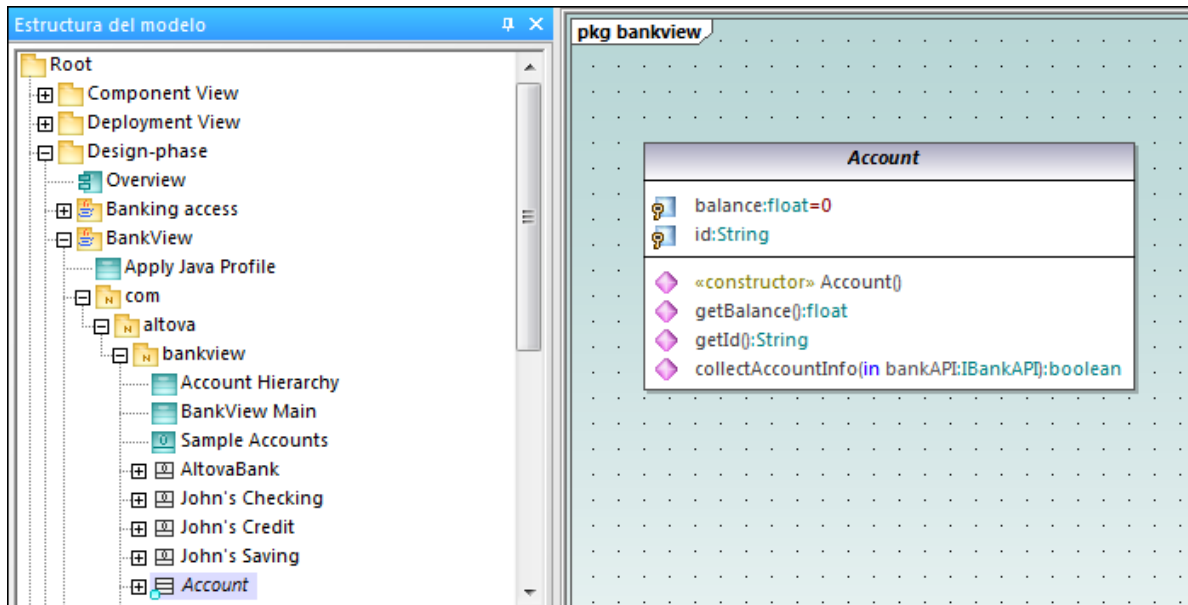 Estructura del modelo
Root
Component View
Deployment View
Design-phase
Overview
Banking access
BankView
Apply Java Profile
com
altova
bankview
Account Hierarchy
BankView Main
Sample Accounts
AltovaBank
John's Checking
John's Credit
John's Saving
Account
pkg bankview
Account
balance:float=0
id:String
«constructor» Account()
getBalance():float
getId():String
collectAccountInfo(in bankAPI:IBankAPI):boolean